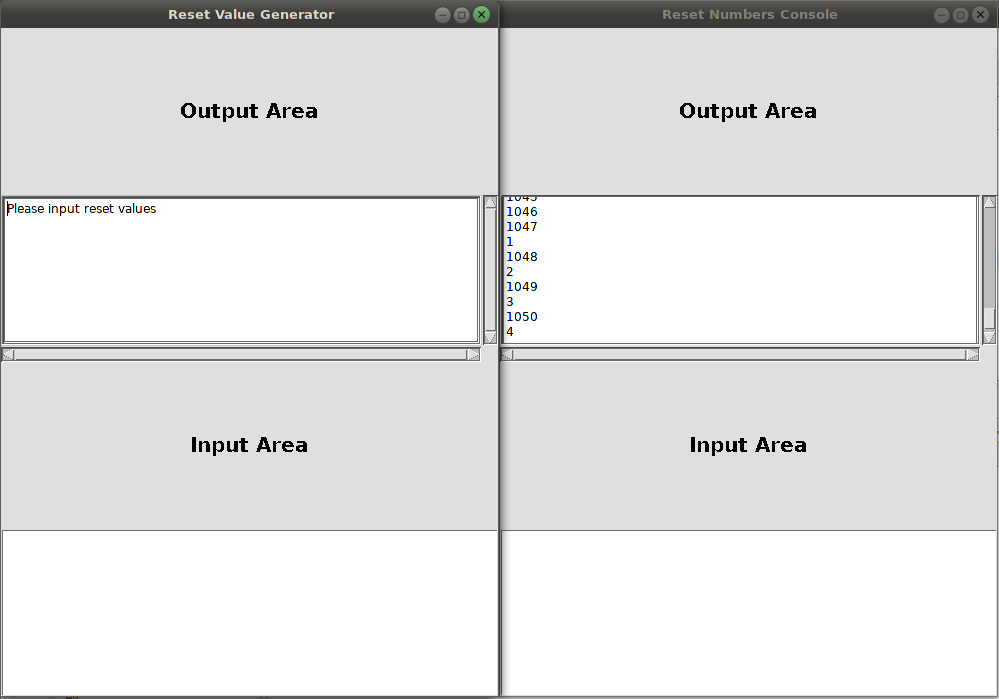 Reset Value Generator
Output Area
Please input reset values
Input Area
Reset Numbers Console
Output Area
1045
1046
1047
1
1048
2
1049
3
1050
4
Input Area